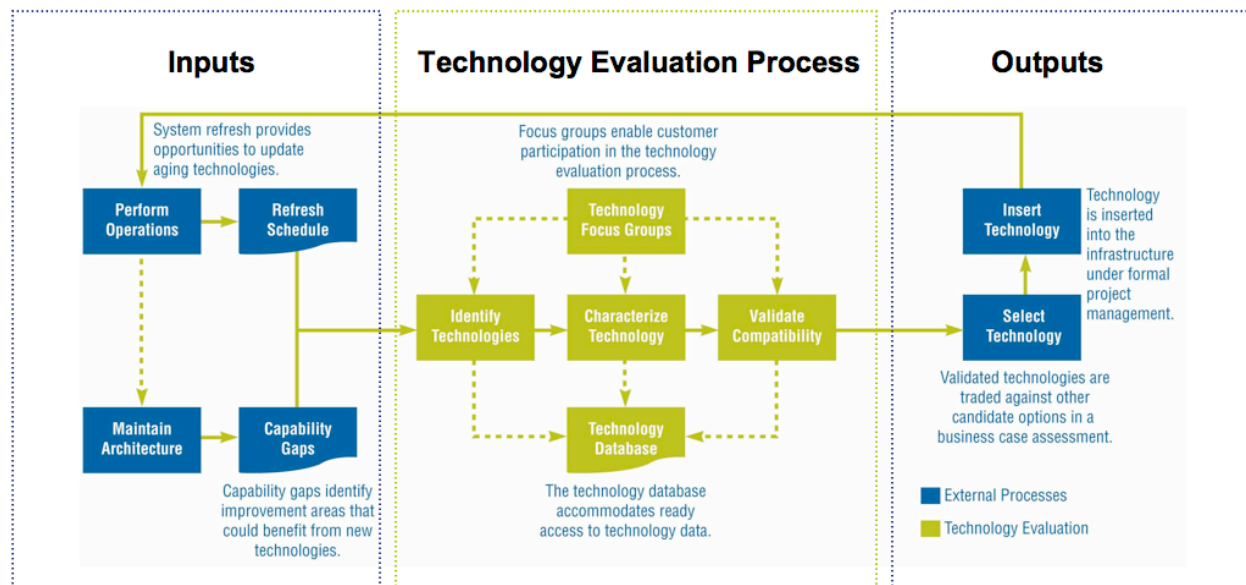 Inputs
Technology Evaluation Process
Outputs
System refresh provides
opportunities to update
aging technologies.
Focus groups enable customer
participation in the technology
evaluation process.
Perform
Operations
Refresh
Schedule
Technology
Focus Groups
Insert
Technology
Technology
is inserted
into the
infrastructure
under formal
project
management.
Identify
Technologies
Characterize
Technology
Validate
Compatibility
Select
Technology
Validated technologies are
traded against other
candidate options in a
business case assessment.
Maintain
Architecture
Capability
Gaps
Technology
Database
Capability gaps identify
improvement areas that
could benefit from new
technologies.
The technology database
accommodates ready
access to technology data.
External Processes
Technology Evaluation